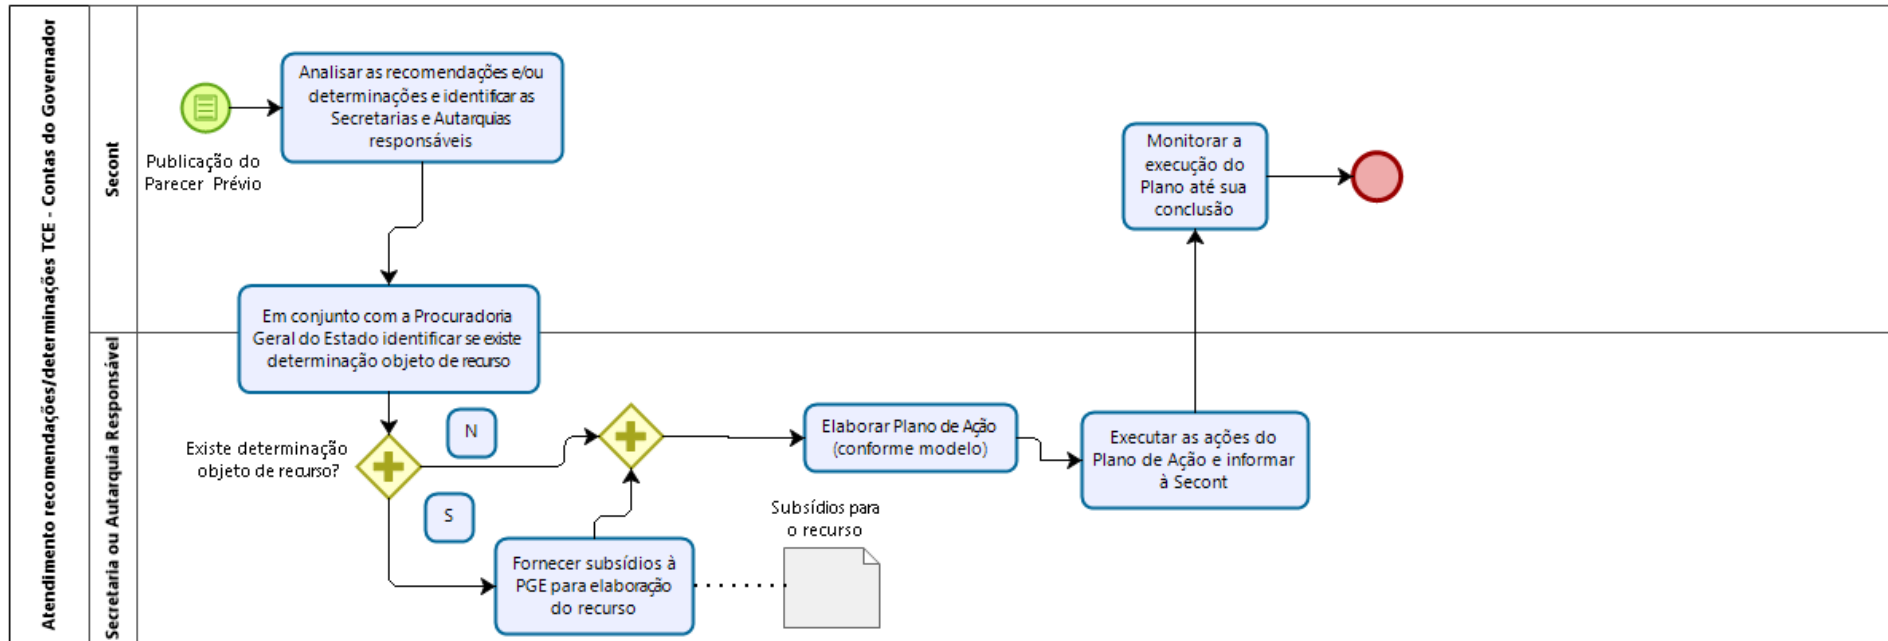 Atendimento recomendações/determinações TCE - Contas do Governador
Secont
Publicação do
Parecer Prévio
Analisar as recomendações e/ou
determinações e identificar as
Secretarias e Autarquias
responsáveis
Monitorar a
execução do
Plano até sua
conclusão
Em conjunto com a Procuradoria
Geral do Estado identificar se existe
determinação objeto de recurso
Secretaria ou Autarquia Responsável
Existe determinação
objeto de recurso?
N
S
Elaborar Plano de Ação
(conforme modelo)
Executar as ações do
Plano de Ação e informar
à Secont
Fornecer subsídios à
PGE para elaboração
do recurso
Subsídios para
o recurso